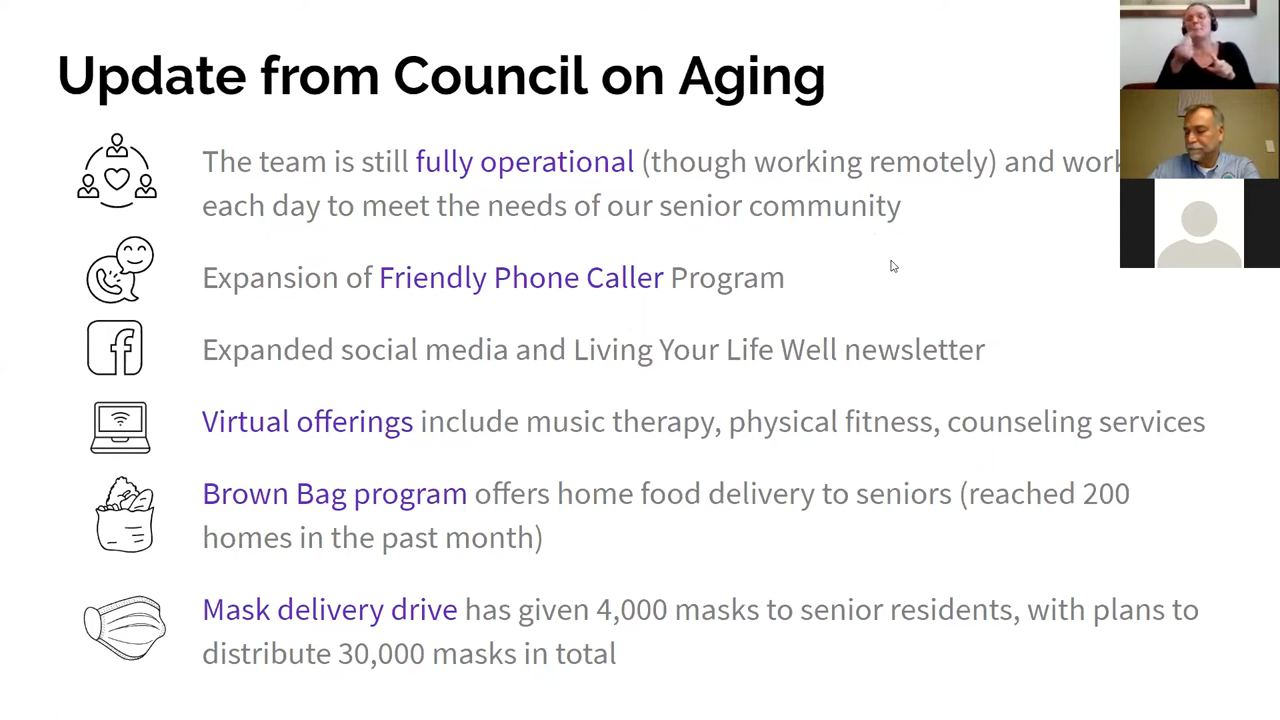 Update from Council on Aging
The team is still fully operational (though working remotely) and work
each day to meet the needs of our senior community
Expansion of Friendly Phone Caller Program
Expanded social media and Living Your Life Well newsletter
Virtual offerings include music therapy, physical fitness, counseling services
Brown Bag program offers home food delivery to seniors (reached 200
homes in the past month)
Mask delivery drive has given 4,000 masks to senior residents, with plans to
distribute 30,000 masks in total